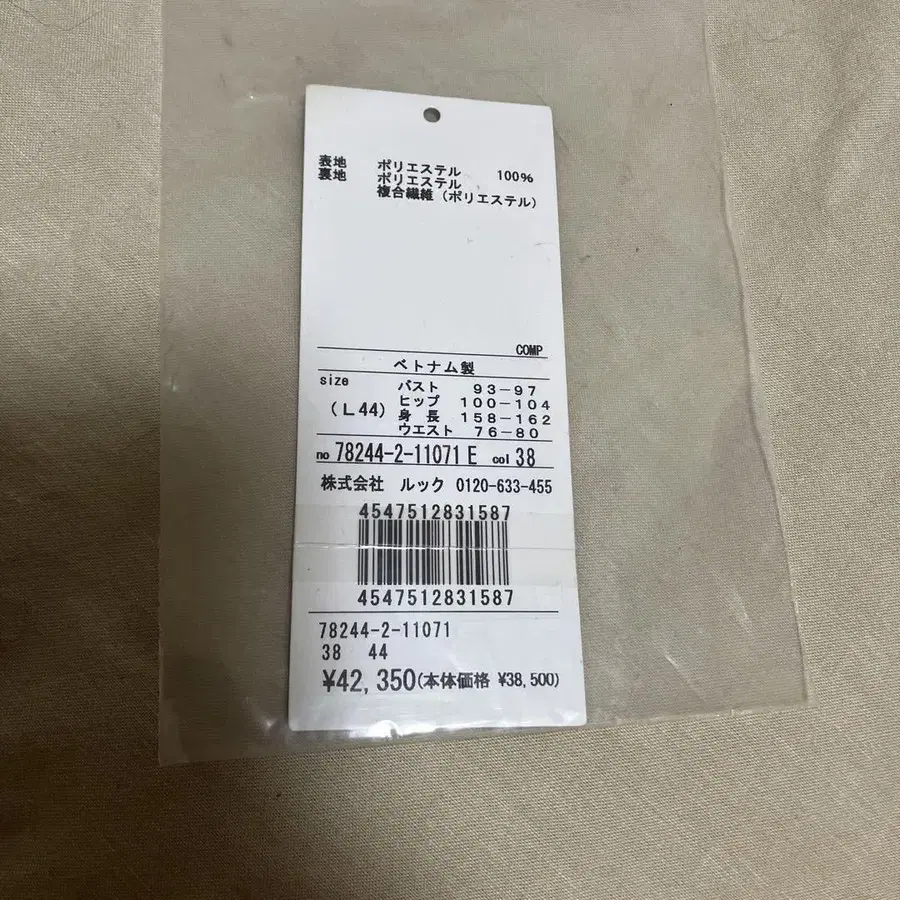 表地 ポリエステル 100%
裏地 ポリエステル
複合繊維(ポリエステル)
COMP
ベトナム製
size バスト 93-97
ヒップ 100-104
(L44) 身長 158-162
ウエスト 76-80
no 78244-2-11071 E col 38
株式会社 ルック 0120-633-455
4547512831587
4547512831587
78244-2-11071
38 44
¥42,350(本体価格 ¥38,500)